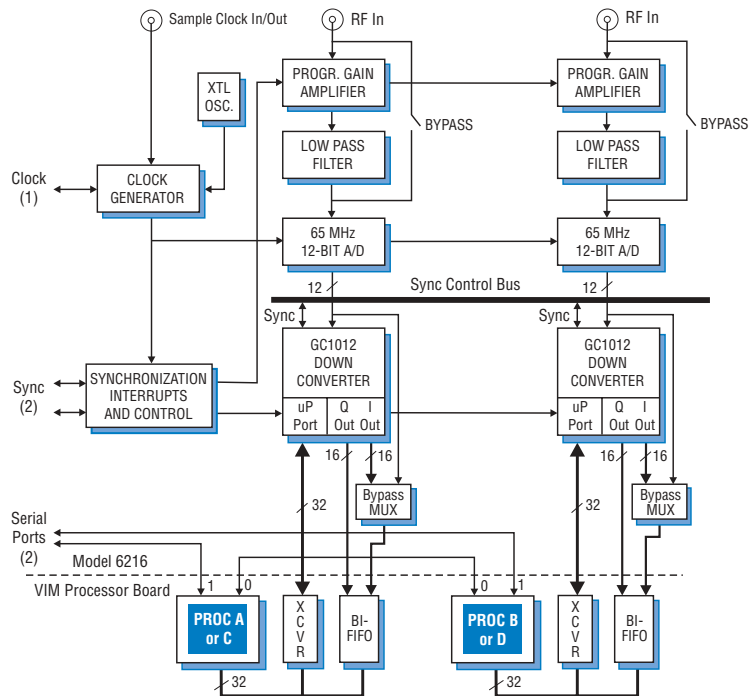 Sample Clock In/Out
RF In
RF In
XTL
OSC.
PROGR. GAIN
AMPLIFIER
PROGR. GAIN
AMPLIFIER
BYPASS
BYPASS
LOW PASS
FILTER
LOW PASS
FILTER
Clock
(1)
CLOCK
GENERATOR
65 MHz
12-BIT A/D
65 MHz
12-BIT A/D
12
Sync Control Bus
12
Sync
Sync
GC1012
DOWN
CONVERTER
GC1012
DOWN
CONVERTER
Sync
(2)
SYNCHRONIZATION
INTERRUPTS
AND CONTROL
uP
Port
Q
Out
I
Out
uP
Port
Q
Out
I
Out
16
16
16
16
32
Bypass
MUX
32
Bypass
MUX
Serial
Ports
(2)
Model 6216
VIM Processor Board
1
0
0
1
PROC A
or C
X
C
V
R
BI-
FIFO
PROC B
or D
X
C
V
R
BI-
FIFO
32
32